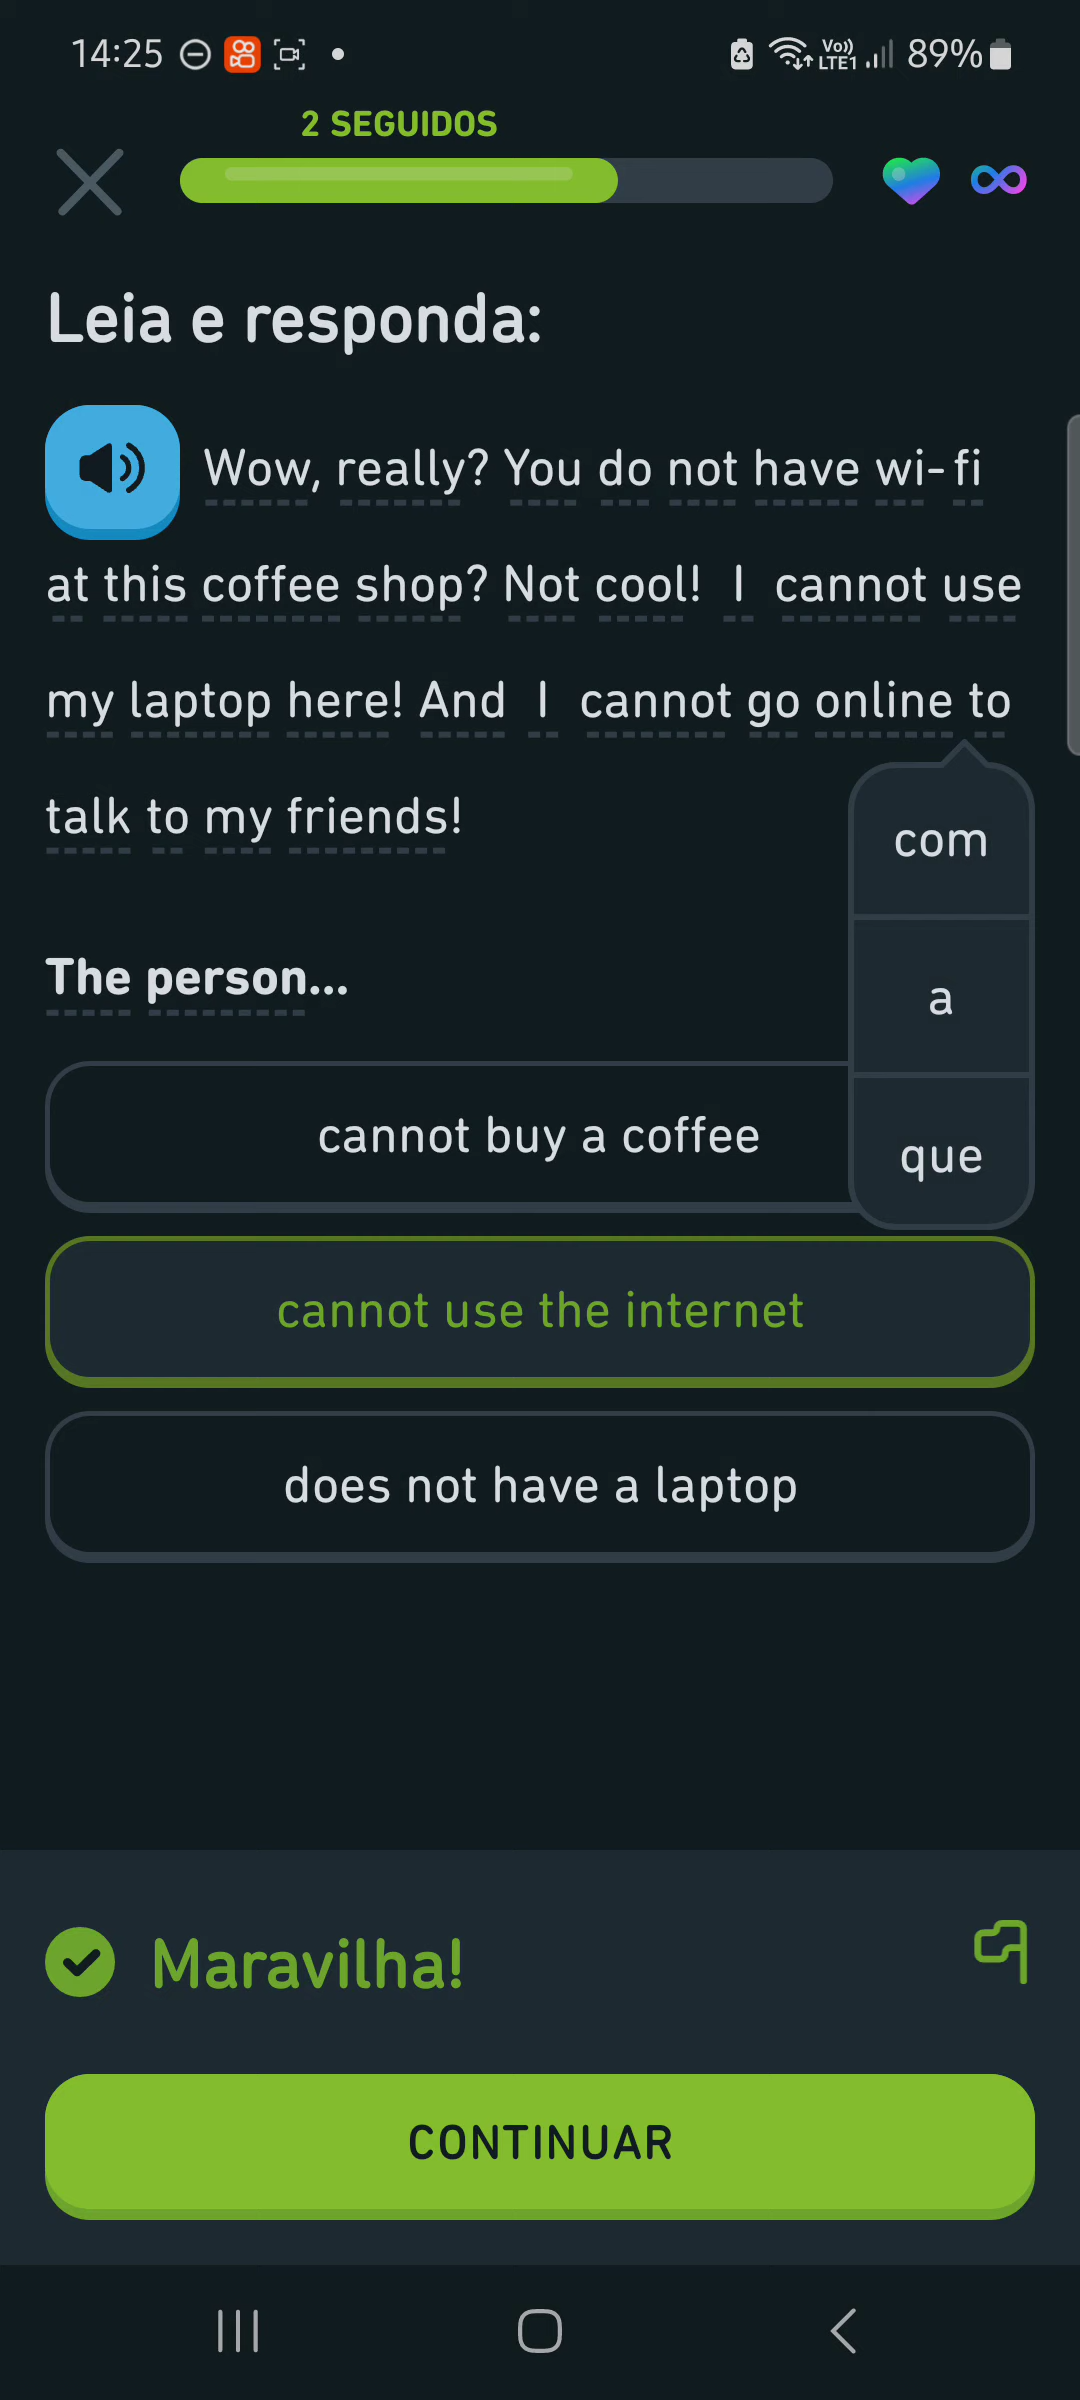 14:25
Vo))
LTE1
89%
2 SEGUIDOS
Leia e responda:
Wow, really? You do not have wi-fi
at this coffee shop? Not cool! I cannot use
my laptop here! And I cannot go online to
talk to my friends!
com
a
que
The person...
cannot buy a coffee
cannot use the internet
does not have a laptop
Maravilha!
CONTINUAR